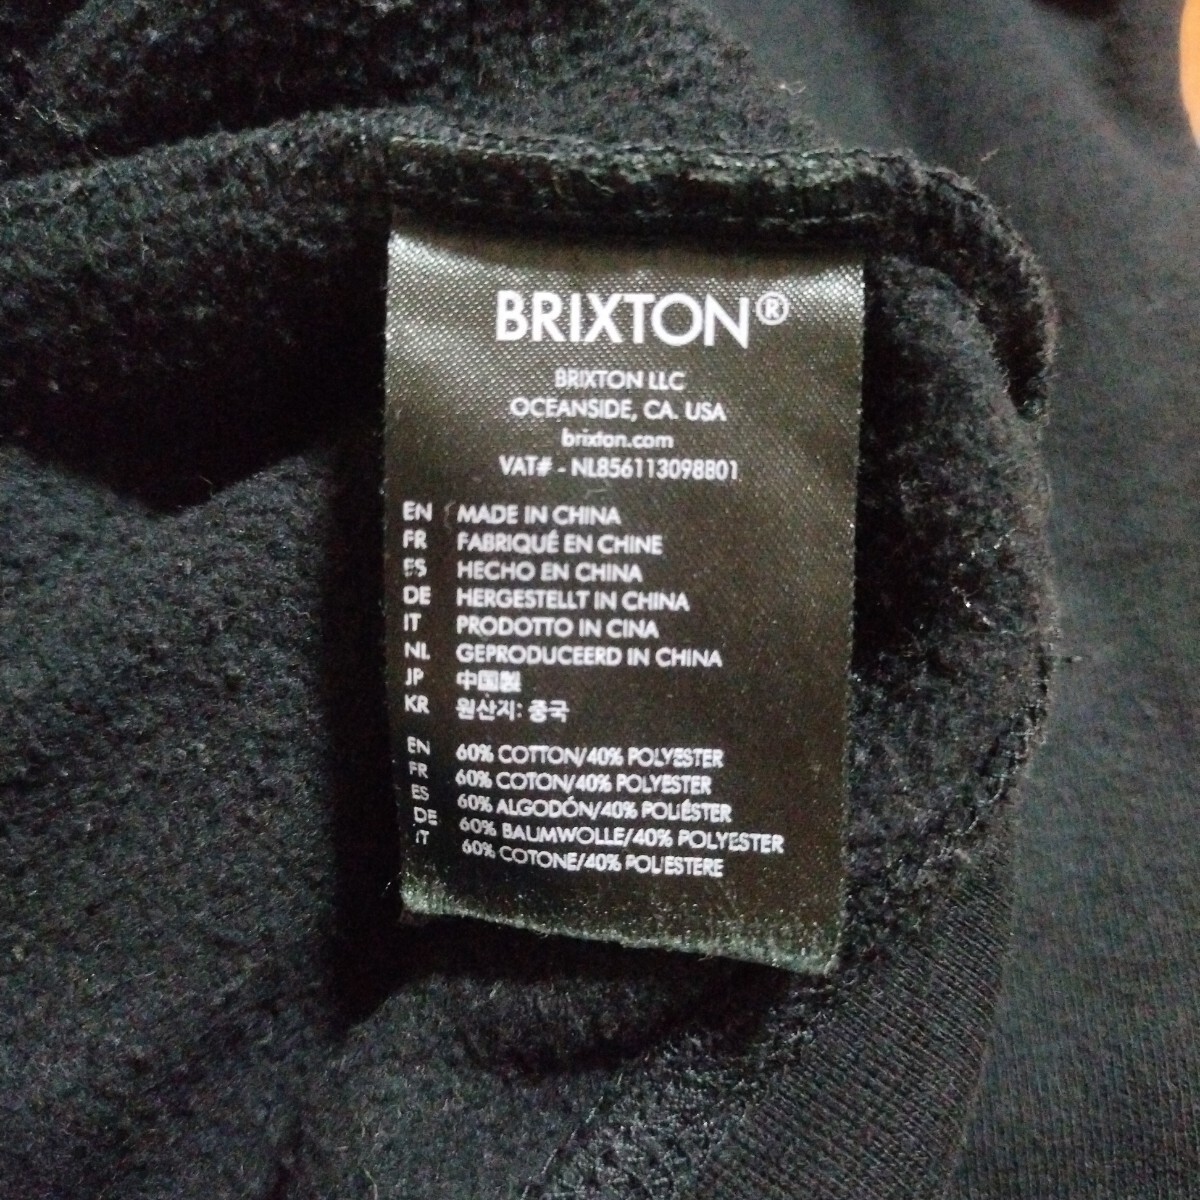 BRIXTON®
BRIXTON LLC
OCEANSIDE, CA. USA
brixton.com
VAT# - NL856113098B01
EN MADE IN CHINA
FR FABRIQUÉ EN CHINE
ES HECHO EN CHINA
DE HERGESTELLT IN CHINA
IT PRODOTTO IN CINA
NL GEPRODUCEERD IN CHINA
JP 中国製
KR 원산지: 중국
EN 60% COTTON/40% POLYESTER
FR 60% COTON/40% POLYESTER
ES 60% ALGODÓN/40% POLIÉSTER
DE 60% BAUMWOLLE/40% POLYESTER
IT 60% COTONE/40% POLIESTERE